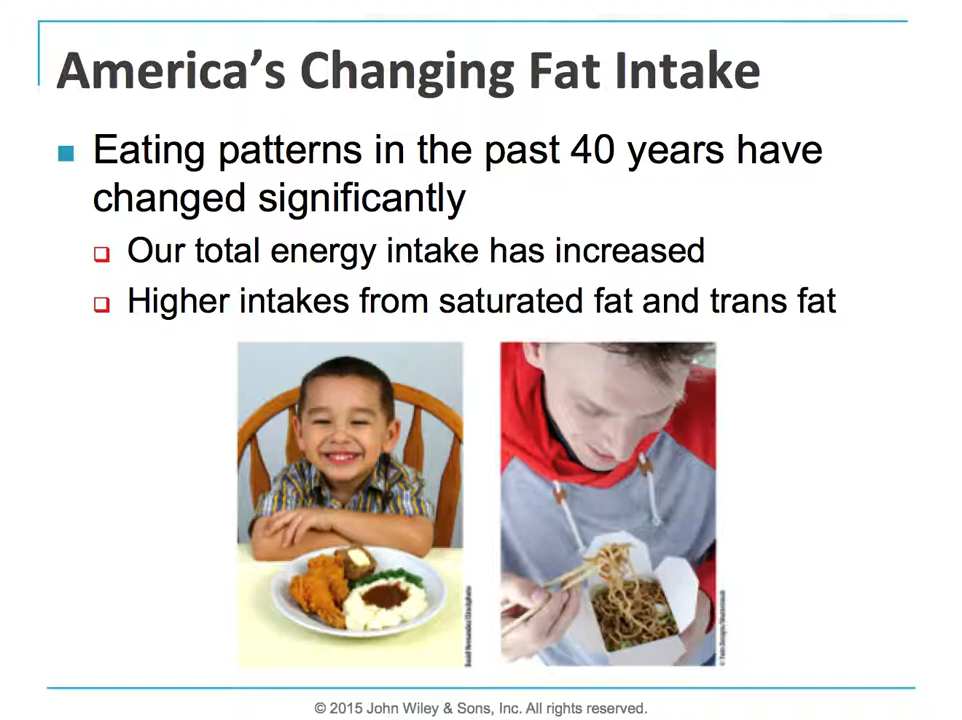 America’s Changing Fat Intake
Eating patterns in the past 40 years have
changed significantly
Our total energy intake has increased
Higher intakes from saturated fat and trans fat
© 2015 John Wiley & Sons, Inc. All rights reserved.